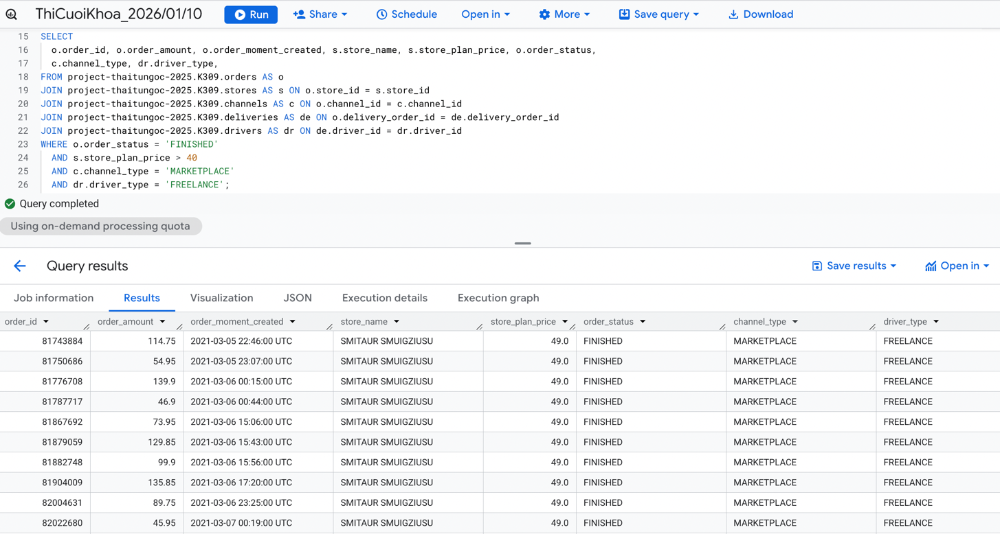 ThiCuoiKhoa_2026/01/10 Run Share Schedule Open in More Save query Download
15 SELECT
16 o.order_id, o.order_amount, o.order_moment_created, s.store_name, s.store_plan_price, o.order_status,
17 c.channel_type, dr.driver_type,
18 FROM project-thaitungoc-2025.K309.orders AS o
19 JOIN project-thaitungoc-2025.K309.stores AS s ON o.store_id = s.store_id
20 JOIN project-thaitungoc-2025.K309.channels AS c ON o.channel_id = c.channel_id
21 JOIN project-thaitungoc-2025.K309.deliveries AS de ON o.delivery_order_id = de.delivery_order_id
22 JOIN project-thaitungoc-2025.K309.drivers AS dr ON de.driver_id = dr.driver_id
23 WHERE o.order_status = 'FINISHED'
24 AND s.store_plan_price > 40
25 AND c.channel_type = 'MARKETPLACE'
26 AND dr.driver_type = 'FREELANCE';
Query completed
Using on-demand processing quota
Query results Save results Open in
Job information Results Visualization JSON Execution details Execution graph
order_id order_amount order_moment_created store_name store_plan_price order_status channel_type driver_type
81743884 114.75 2021-03-05 22:46:00 UTC SMITAUR SMUIGZIUSU 49.0 FINISHED MARKETPLACE FREELANCE
81750686 54.95 2021-03-05 23:07:00 UTC SMITAUR SMUIGZIUSU 49.0 FINISHED MARKETPLACE FREELANCE
81776708 139.9 2021-03-06 00:15:00 UTC SMITAUR SMUIGZIUSU 49.0 FINISHED MARKETPLACE FREELANCE
81787717 46.9 2021-03-06 00:44:00 UTC SMITAUR SMUIGZIUSU 49.0 FINISHED MARKETPLACE FREELANCE
81867692 73.95 2021-03-06 15:06:00 UTC SMITAUR SMUIGZIUSU 49.0 FINISHED MARKETPLACE FREELANCE
81879059 129.85 2021-03-06 15:43:00 UTC SMITAUR SMUIGZIUSU 49.0 FINISHED MARKETPLACE FREELANCE
81882748 99.9 2021-03-06 15:56:00 UTC SMITAUR SMUIGZIUSU 49.0 FINISHED MARKETPLACE FREELANCE
81904009 135.85 2021-03-06 17:20:00 UTC SMITAUR SMUIGZIUSU 49.0 FINISHED MARKETPLACE FREELANCE
82004631 89.75 2021-03-06 23:25:00 UTC SMITAUR SMUIGZIUSU 49.0 FINISHED MARKETPLACE FREELANCE
82022680 45.95 2021-03-07 00:19:00 UTC SMITAUR SMUIGZIUSU 49.0 FINISHED MARKETPLACE FREELANCE